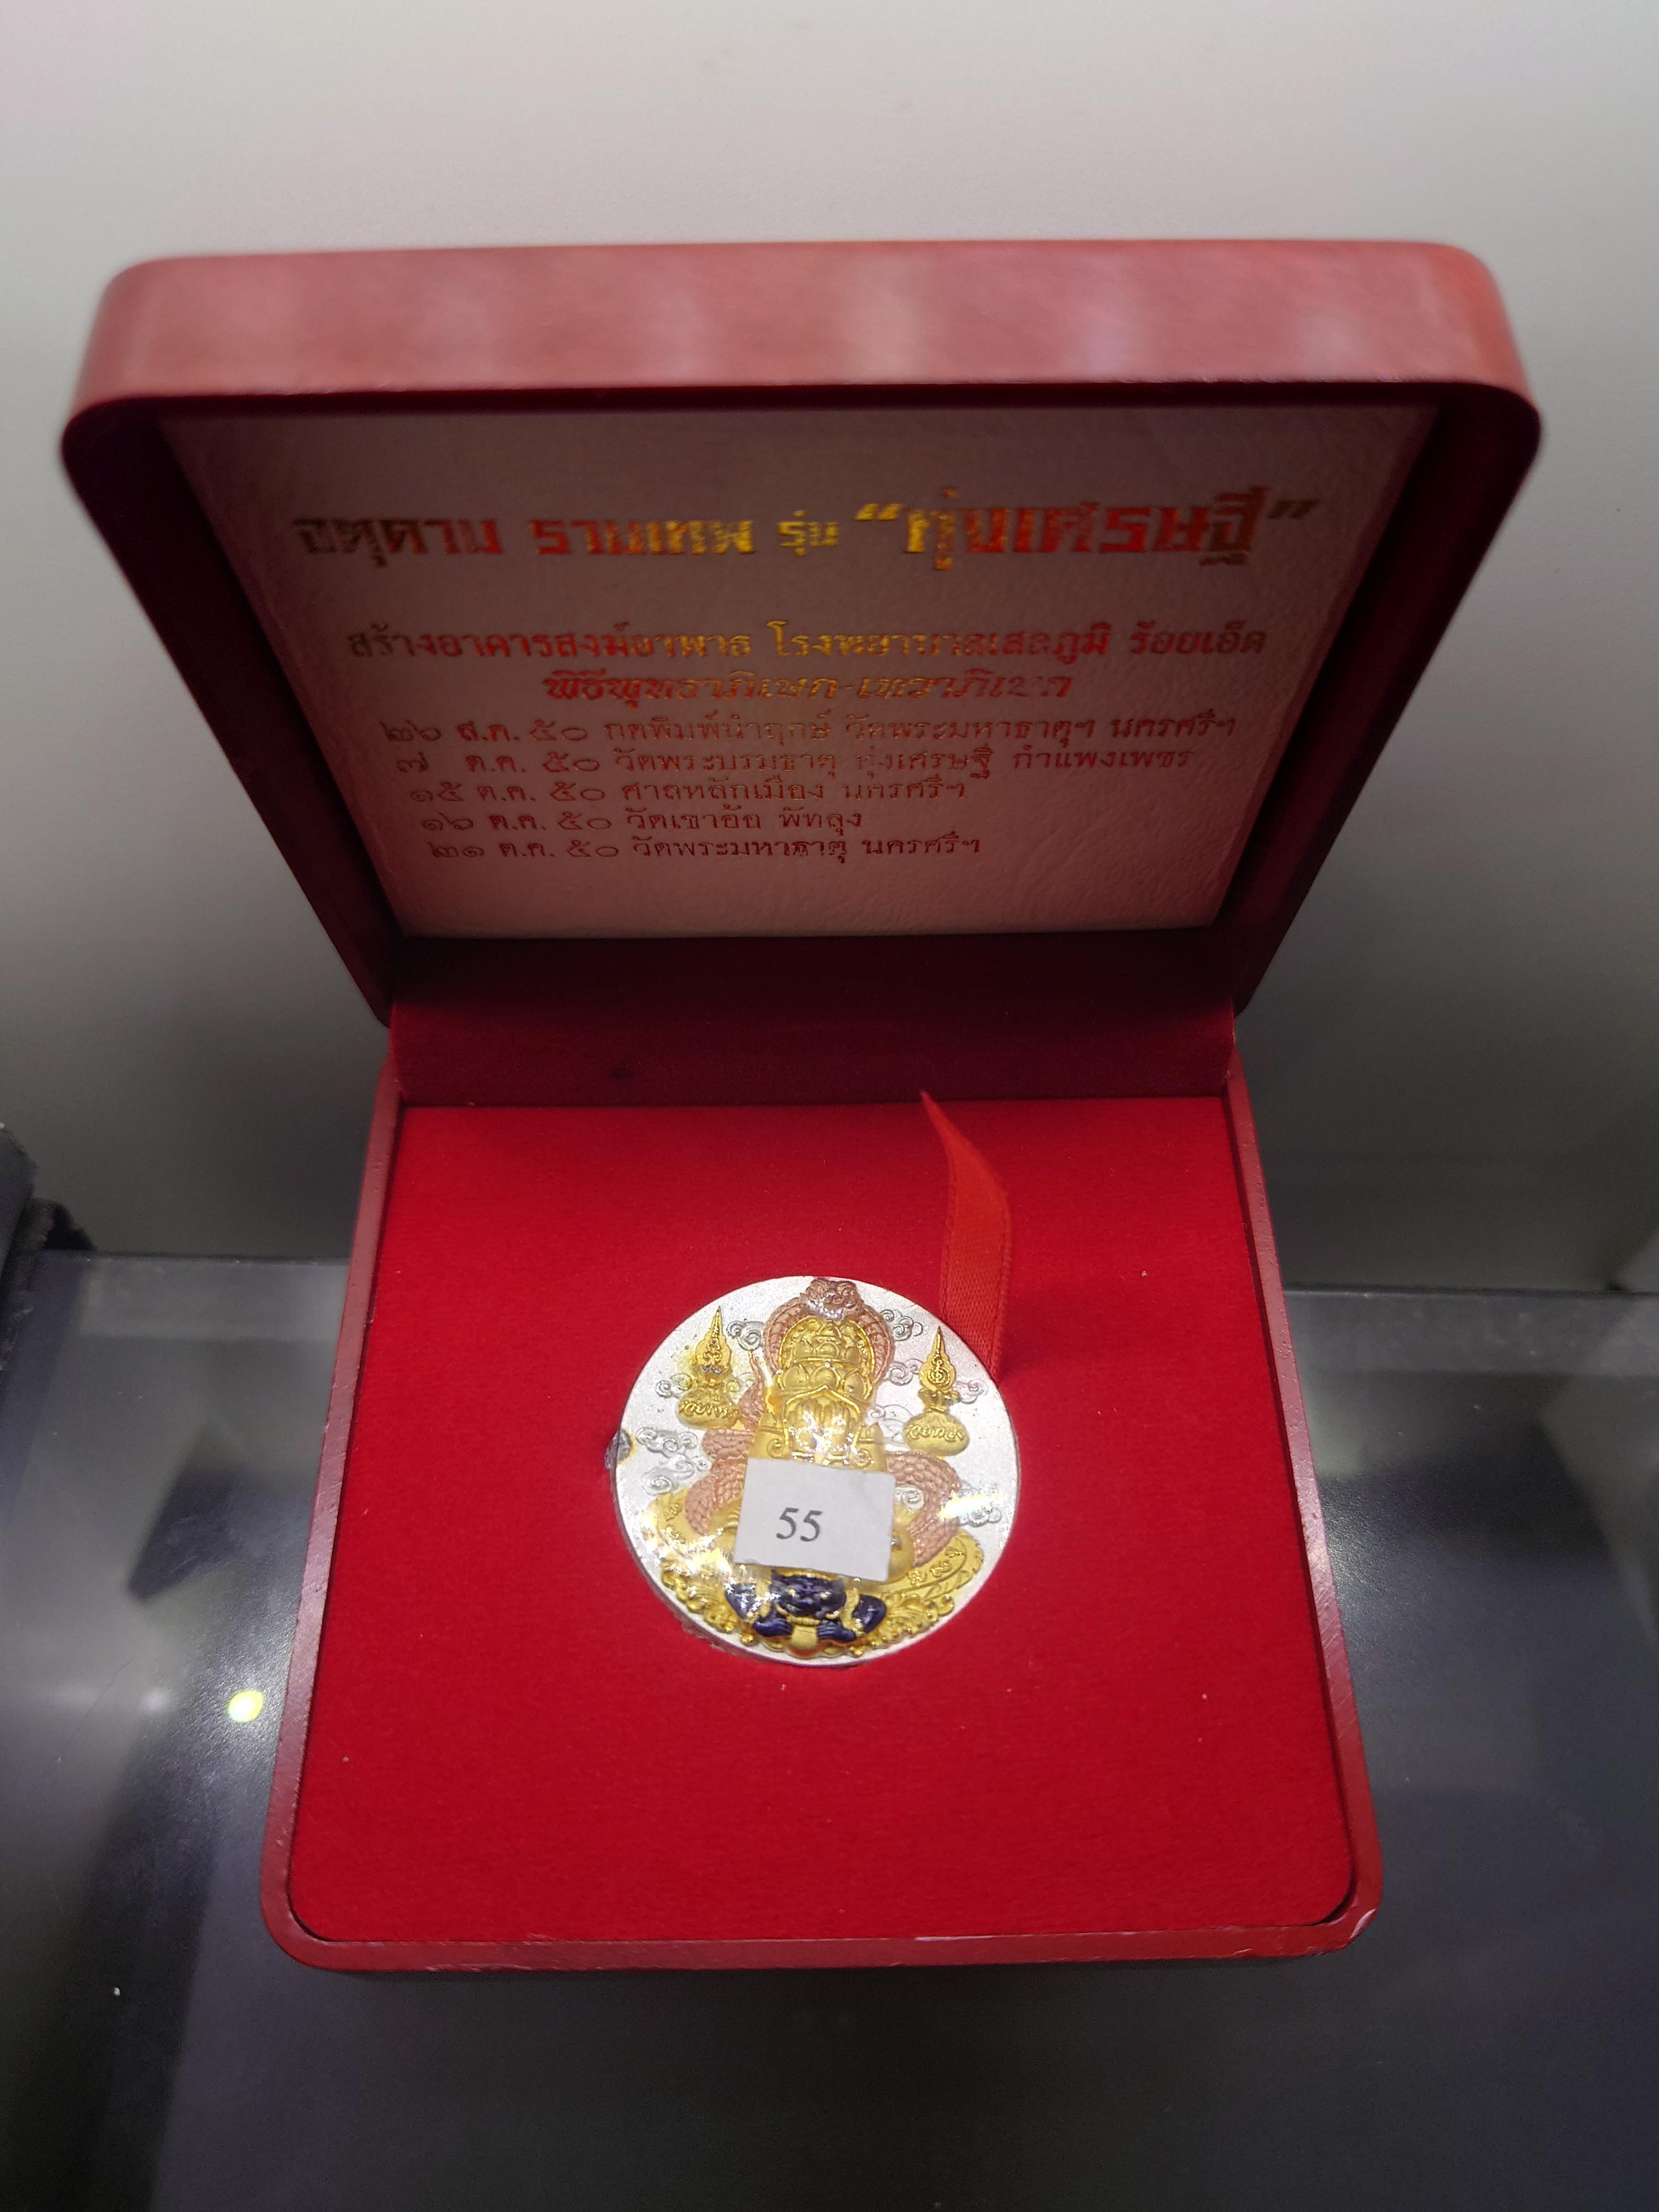 จตุคาม รามเทพ รุ่น “ทุ่งเศรษฐี”
สร้างอาคารสงฆ์อาพาธ โรงพยาบาลเสลภูมิ ร้อยเอ็ด
พิธีพุทธาภิเษก-เทวาภิเษก
๒๖ ส.ค. ๕๐ กดพิมพ์นำฤกษ์ วัดพระมหาธาตุฯ นครศรีฯ
๗ ต.ค. ๕๐ วัดพระบรมธาตุ ทุ่งเศรษฐี กำแพงเพชร
๑๕ ต.ค. ๕๐ ศาลหลักเมือง นครศรีฯ
๑๖ ต.ค. ๕๐ วัดเขาอ้อ พัทลุง
๒๑ ต.ค. ๕๐ วัดพระมหาธาตุ นครศรีฯ
55